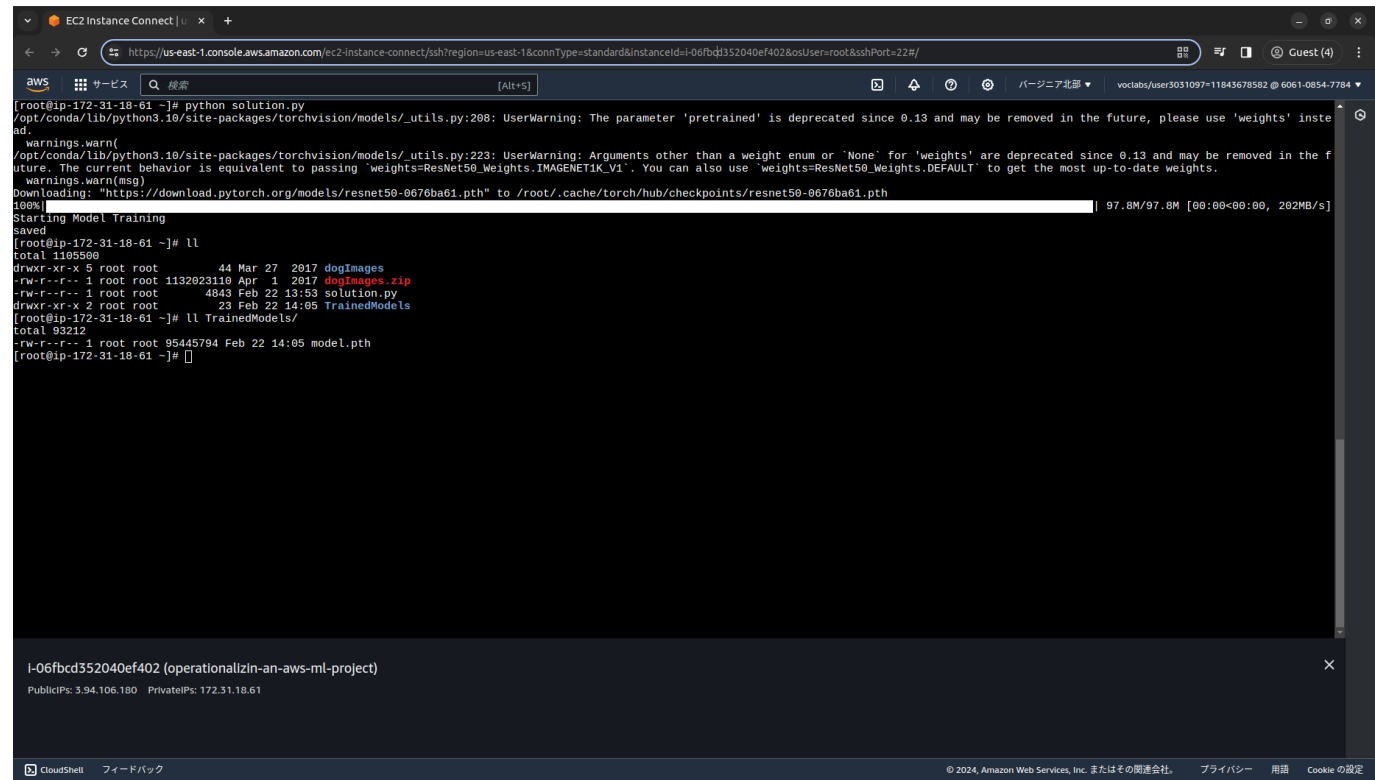 EC2 Instance Connect | u
https://us-east-1.console.aws.amazon.com/ec2-instance-connect/ssh?region=us-east-1&connType=standard&instanceId=i-06fbcd352040ef402&osUser=root&sshPort=22#/
Guest (4)
aws サービス 検索 [Alt+S] バージニア北部 ▼ voclabs/user3031097=11843678582 @ 6061-0854-7784 ▼
[root@ip-172-31-18-61 ~]# python solution.py
/opt/conda/lib/python3.10/site-packages/torchvision/models/_utils.py:208: UserWarning: The parameter 'pretrained' is deprecated since 0.13 and may be removed in the future, please use 'weights' inste
ad.
  warnings.warn(
/opt/conda/lib/python3.10/site-packages/torchvision/models/_utils.py:223: UserWarning: Arguments other than a weight enum or `None` for 'weights' are deprecated since 0.13 and may be removed in the f
uture. The current behavior is equivalent to passing `weights=ResNet50_Weights.IMAGENET1K_V1`. You can also use `weights=ResNet50_Weights.DEFAULT` to get the most up-to-date weights.
  warnings.warn(msg)
Downloading: "https://download.pytorch.org/models/resnet50-0676ba61.pth" to /root/.cache/torch/hub/checkpoints/resnet50-0676ba61.pth
100%| | 97.8M/97.8M [00:00<00:00, 202MB/s]
Starting Model Training
saved
[root@ip-172-31-18-61 ~]# ll
total 1105500
drwxr-xr-x 5 root root         44 Mar 27  2017 dogImages
-rw-r--r-- 1 root root 1132023110 Apr  1  2017 dogImages.zip
-rw-r--r-- 1 root root       4843 Feb 22 13:53 solution.py
drwxr-xr-x 2 root root         23 Feb 22 14:05 TrainedModels
[root@ip-172-31-18-61 ~]# ll TrainedModels/
total 93212
-rw-r--r-- 1 root root 95445794 Feb 22 14:05 model.pth
[root@ip-172-31-18-61 ~]#
i-06fbcd352040ef402 (operationalizin-an-aws-ml-project)
PublicIPs: 3.94.106.180 PrivateIPs: 172.31.18.61
CloudShell フィードバック © 2024, Amazon Web Services, Inc. またはその関連会社。 プライバシー 用語 Cookie の設定